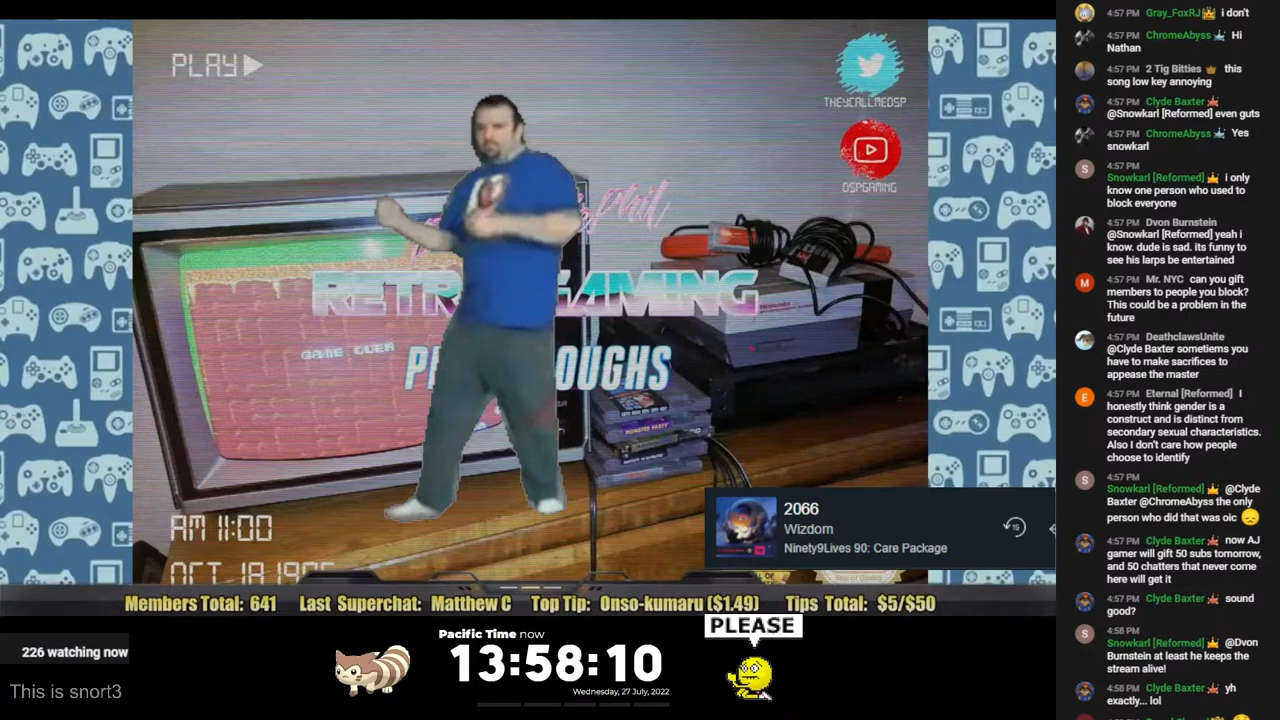 PLAY
THEYCALLMEDSP
DSPGAMING
Phil
RETR GAMING
P OUGHS
GAME OVER
AM 11:00
OCT.18 19
2066
Wizdom
Ninety9Lives 90: Care Package
15
Members Total: 641 Last Superchat: Matthew C Top Tip: Onso-kumaru ($1.49) Tips Total: $5/$50
226 watching now
This is snort3
Pacific Time now
13:58:10
Wednesday, 27 July, 2022
PLEASE
4:57 PM Gray_FoxRJ i don't
4:57 PM ChromeAbyss Hi
Nathan
4:57 PM 2 Tig Bitties this
song low key annoying
4:57 PM Clyde Baxter
@Snowkarl [Reformed] even guts
4:57 PM ChromeAbyss Yes
snowkarl
4:57 PM
Snowkarl [Reformed] i only
know one person who used to
block everyone
4:57 PM Dvon Burnstein
@Snowkarl [Reformed] yeah i
know. dude is sad. its funny to
see his larps be entertained
4:57 PM Mr. NYC can you gift
members to people you block?
This could be a problem in the
future
4:57 PM DeathclawsUnite
@Clyde Baxter sometiems you
have to make sacrifices to
appease the master
4:57 PM Eternal [Reformed] I
honestly think gender is a
construct and is distinct from
secondary sexual characteristics.
Also I don't care how people
choose to identify
4:57 PM
Snowkarl [Reformed] @Clyde
Baxter @ChromeAbyss the only
person who did that was oic
4:57 PM Clyde Baxter now AJ
gamer will gift 50 subs tomorrow,
and 50 chatters that never come
here will get it
4:57 PM Clyde Baxter sound
good?
4:58 PM
Snowkarl [Reformed] @Dvon
Burnstein at least he keeps the
stream alive!
4:58 PM Clyde Baxter yh
exactly... lol